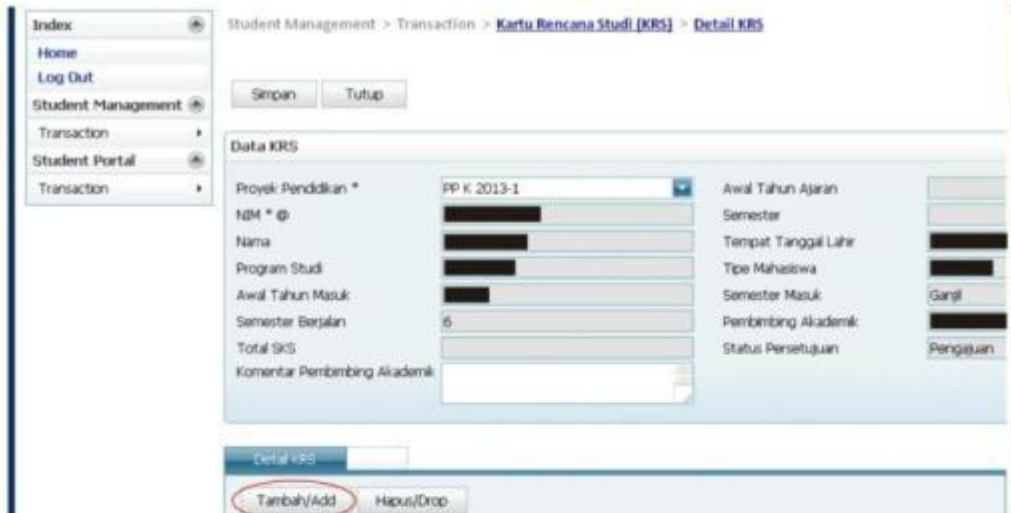 Index
Home
Log Out
Student Management
Transaction
Student Portal
Transaction
Student Management > Transaction > Kartu Rencana Studi (KRS) > Detail KRS
Simpan Tutup
Data KRS
Proyek Pendidikan * PP K 2013-1 Awal Tahun Ajaran
NIM * @ Semester
Nama Tempat Tanggal Lahir
Program Studi Tipe Mahasiswa
Awal Tahun Masuk Semester Masuk Ganjil
Semester Berjalan 6 Pembimbing Akademik
Total SKS Status Persetujuan Pengajuan
Komentar Pembimbing Akademik
Detail KRS
Tambah/Add Hapus/Drop